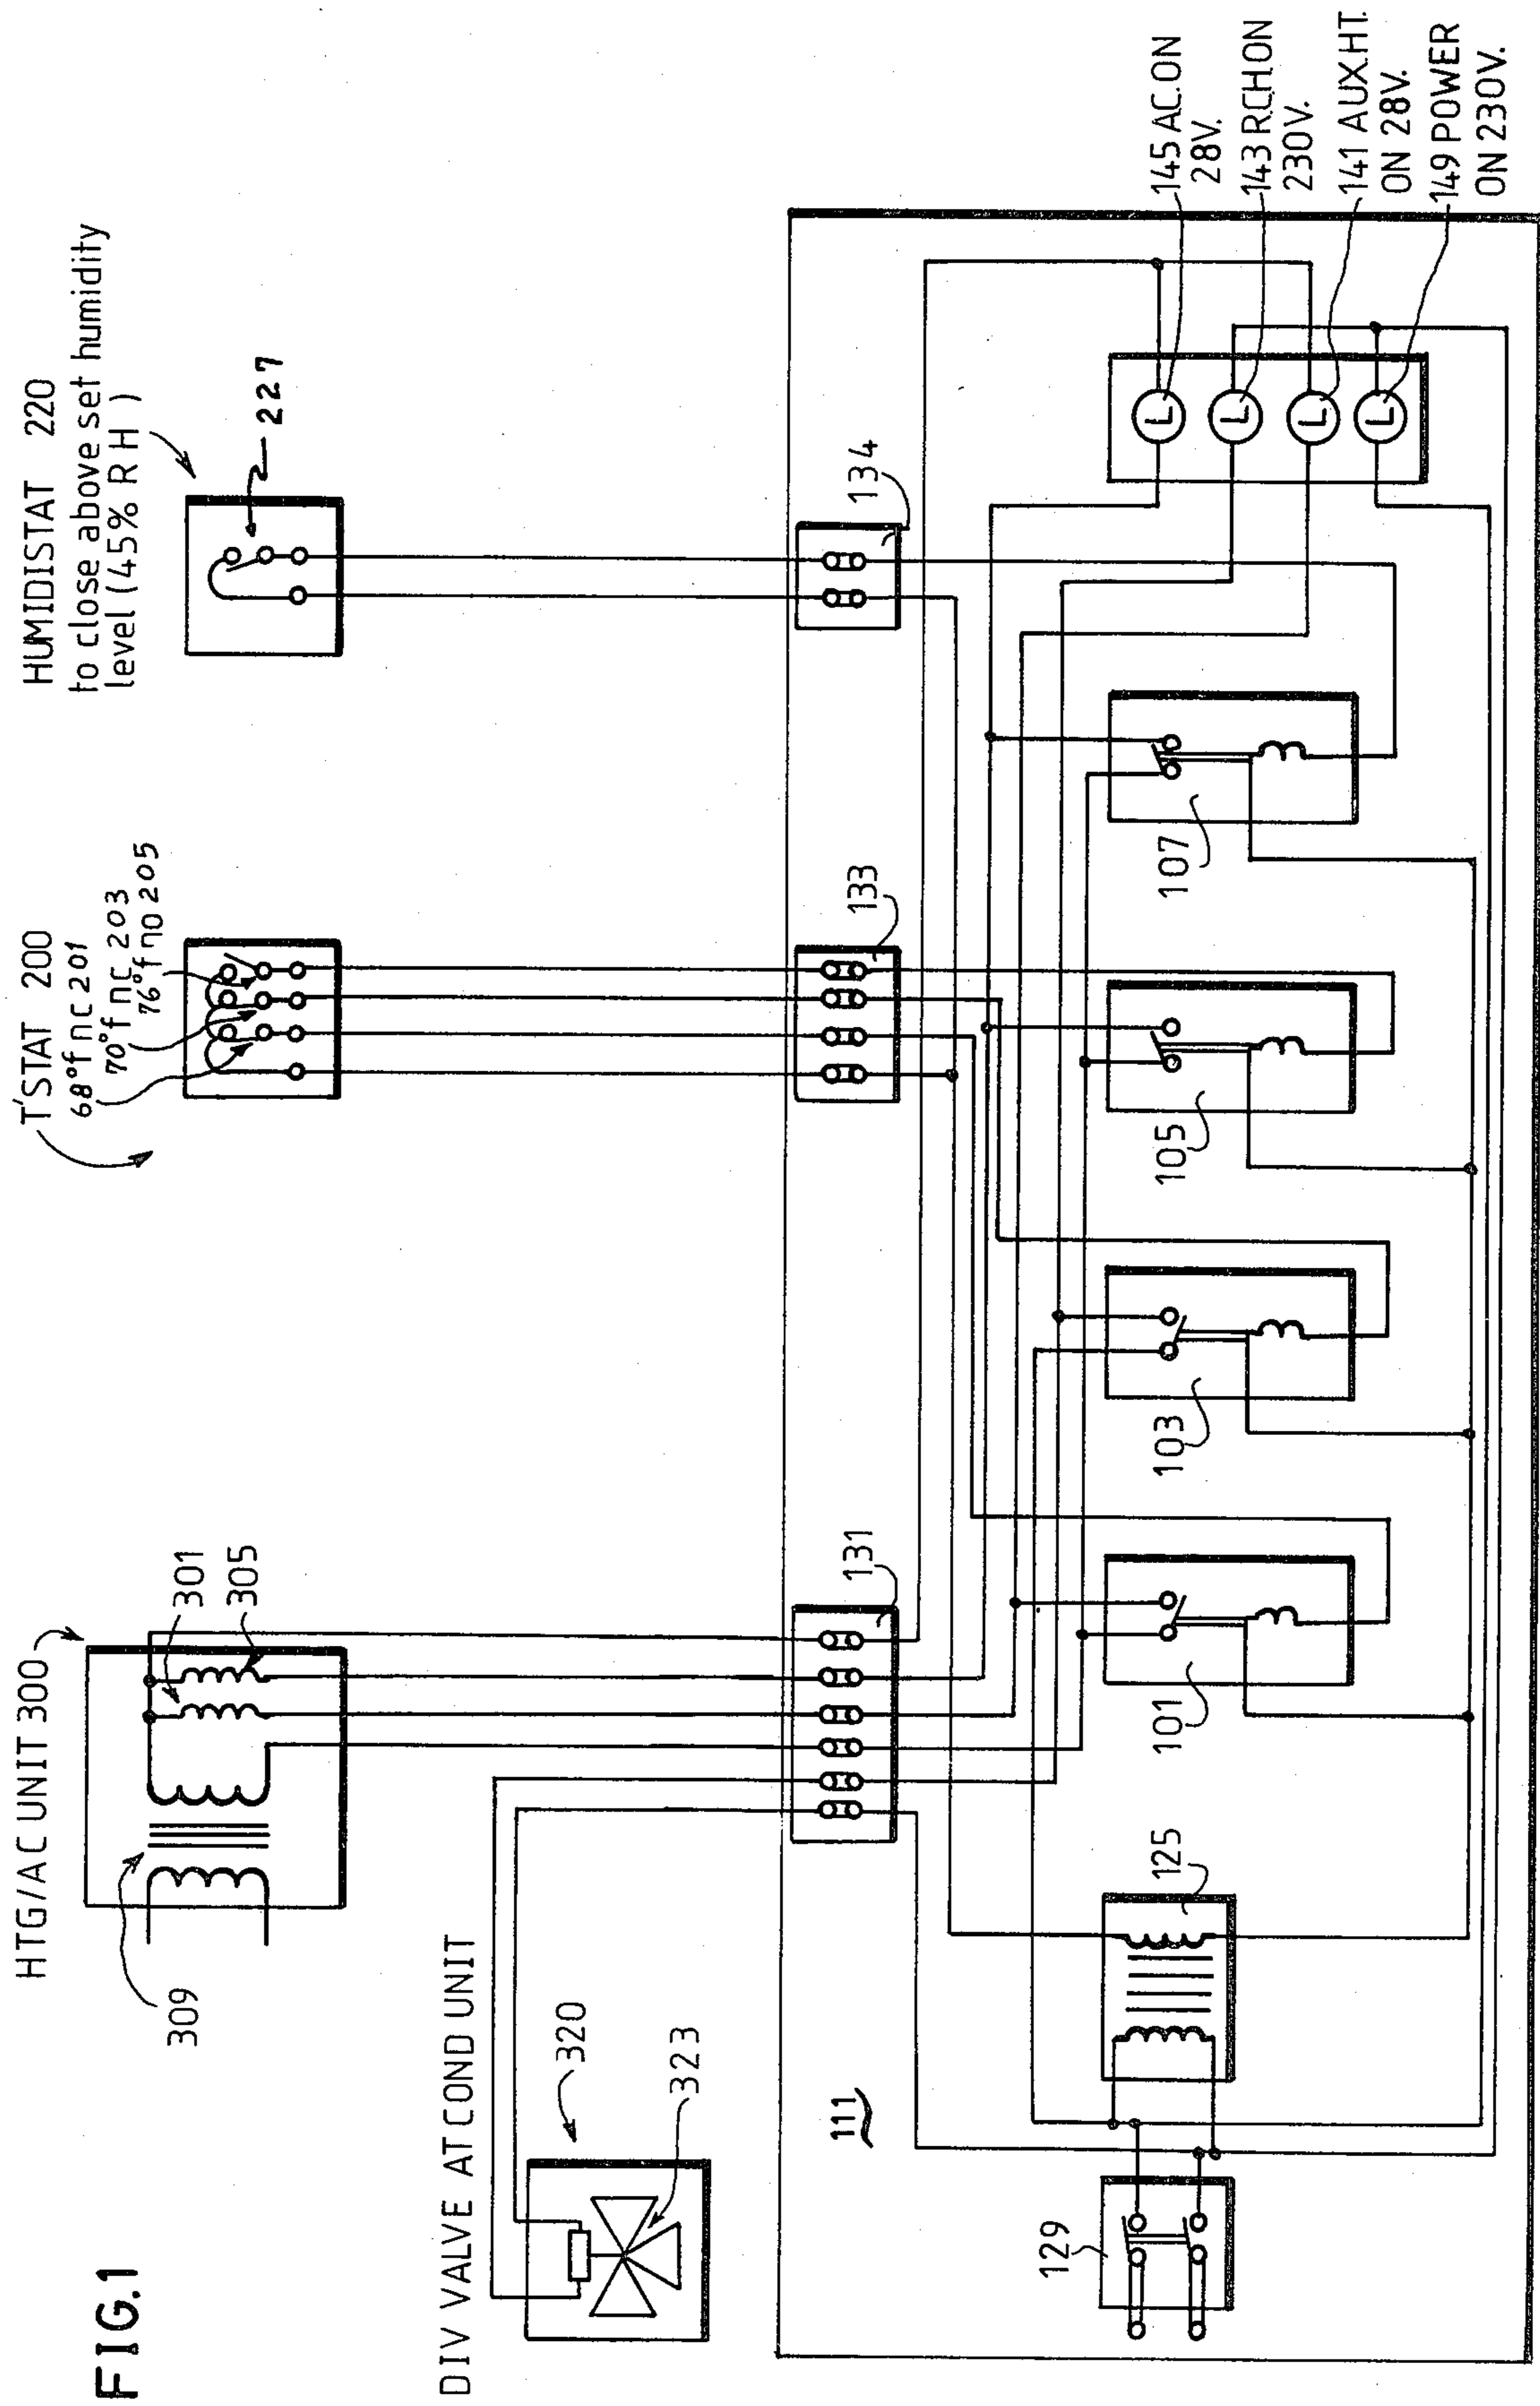 FIG.1
HTG/AC UNIT 300
309
301
305
DIV VALVE AT COND UNIT
320
323
T'STAT 200
68°f nc 201
70°f nc 203
76°f no 205
HUMIDISTAT 220
to close above set humidity
level (45% R H )
227
111
131
133
134
129
125
101
103
105
107
L
L
L
L
145 AC.ON
28V.
143 R.C.H.ON
230V.
141 AUX.HT.
ON 28V.
149 POWER
ON 230V.